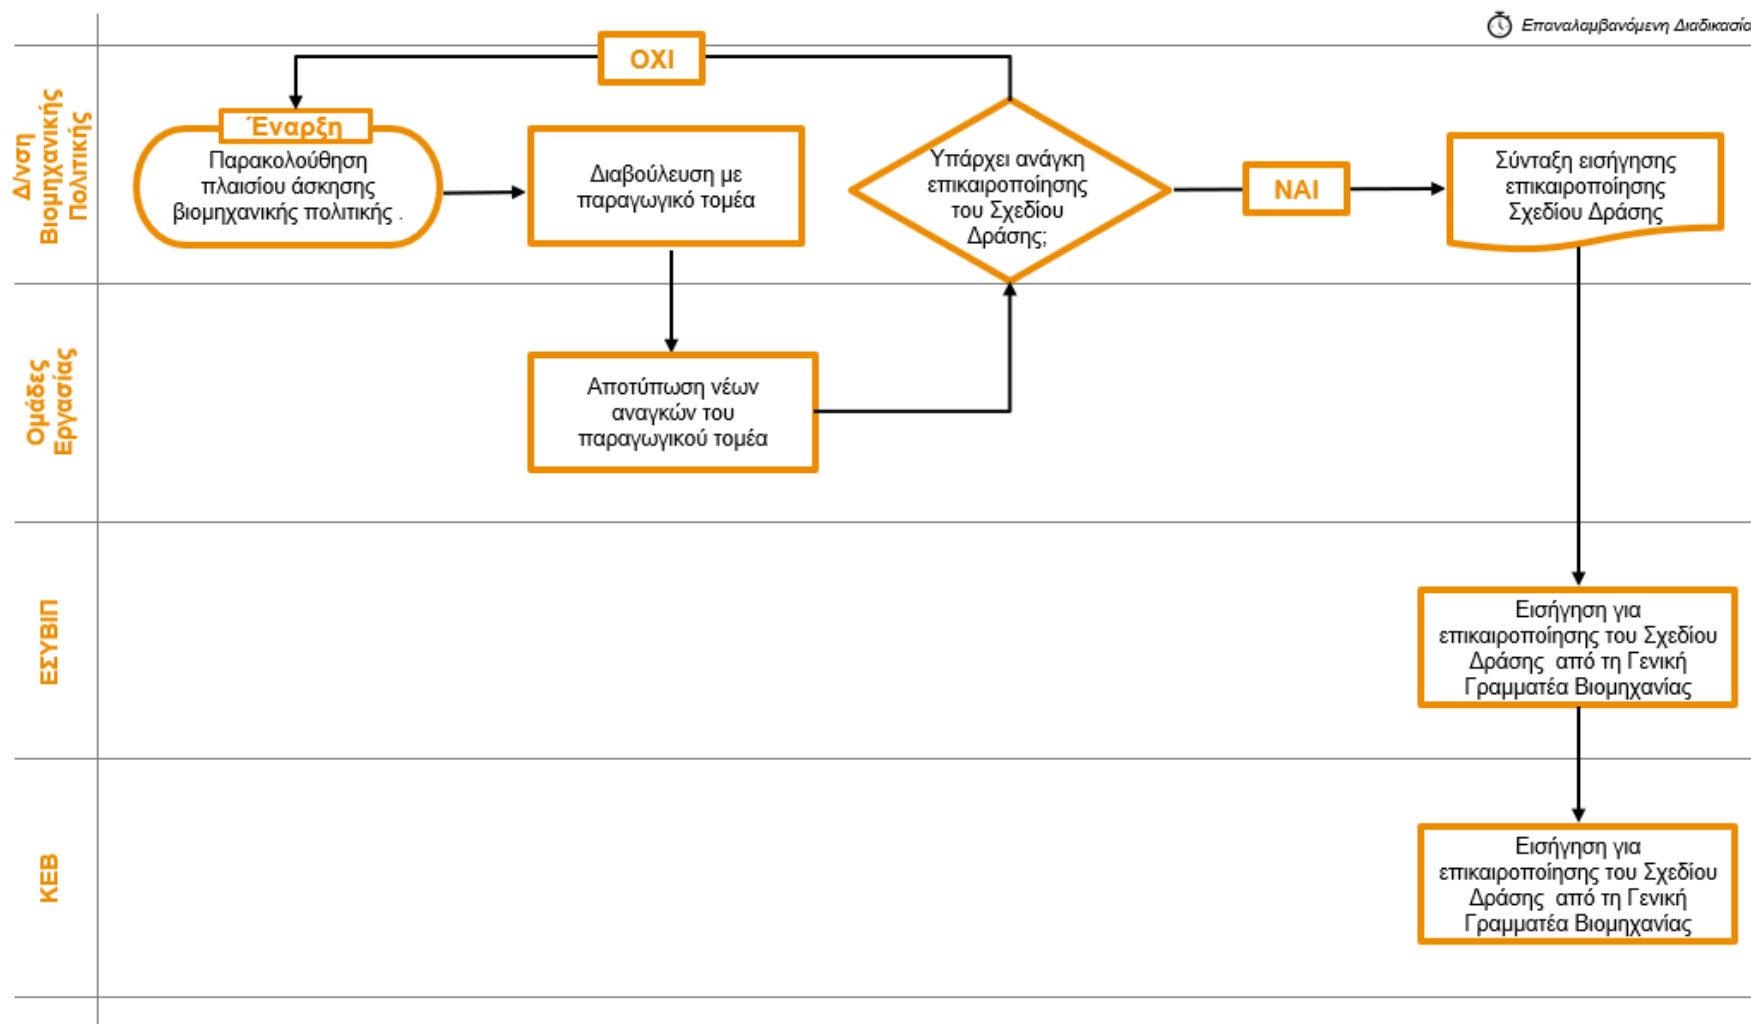 Επαναλαμβανόμενη Διαδικασία
Δ/νση
Βιομηχανικής
Πολιτικής
ΟΧΙ
Έναρξη
Παρακολούθηση
πλαισίου άσκησης
βιομηχανικής πολιτικής .
Διαβούλευση με
παραγωγικό τομέα
Υπάρχει ανάγκη
επικαιροποίησης
του Σχεδίου
Δράσης;
ΝΑΙ
Σύνταξη εισήγησης
επικαιροποίησης
Σχεδίου Δράσης
Ομάδες
Εργασίας
Αποτύπωση νέων
αναγκών του
παραγωγικού τομέα
ΕΣΥΒΙΠ
Εισήγηση για
επικαιροποίησης του Σχεδίου
Δράσης από τη Γενική
Γραμματέα Βιομηχανίας
ΚΕΒ
Εισήγηση για
επικαιροποίησης του Σχεδίου
Δράσης από τη Γενική
Γραμματέα Βιομηχανίας